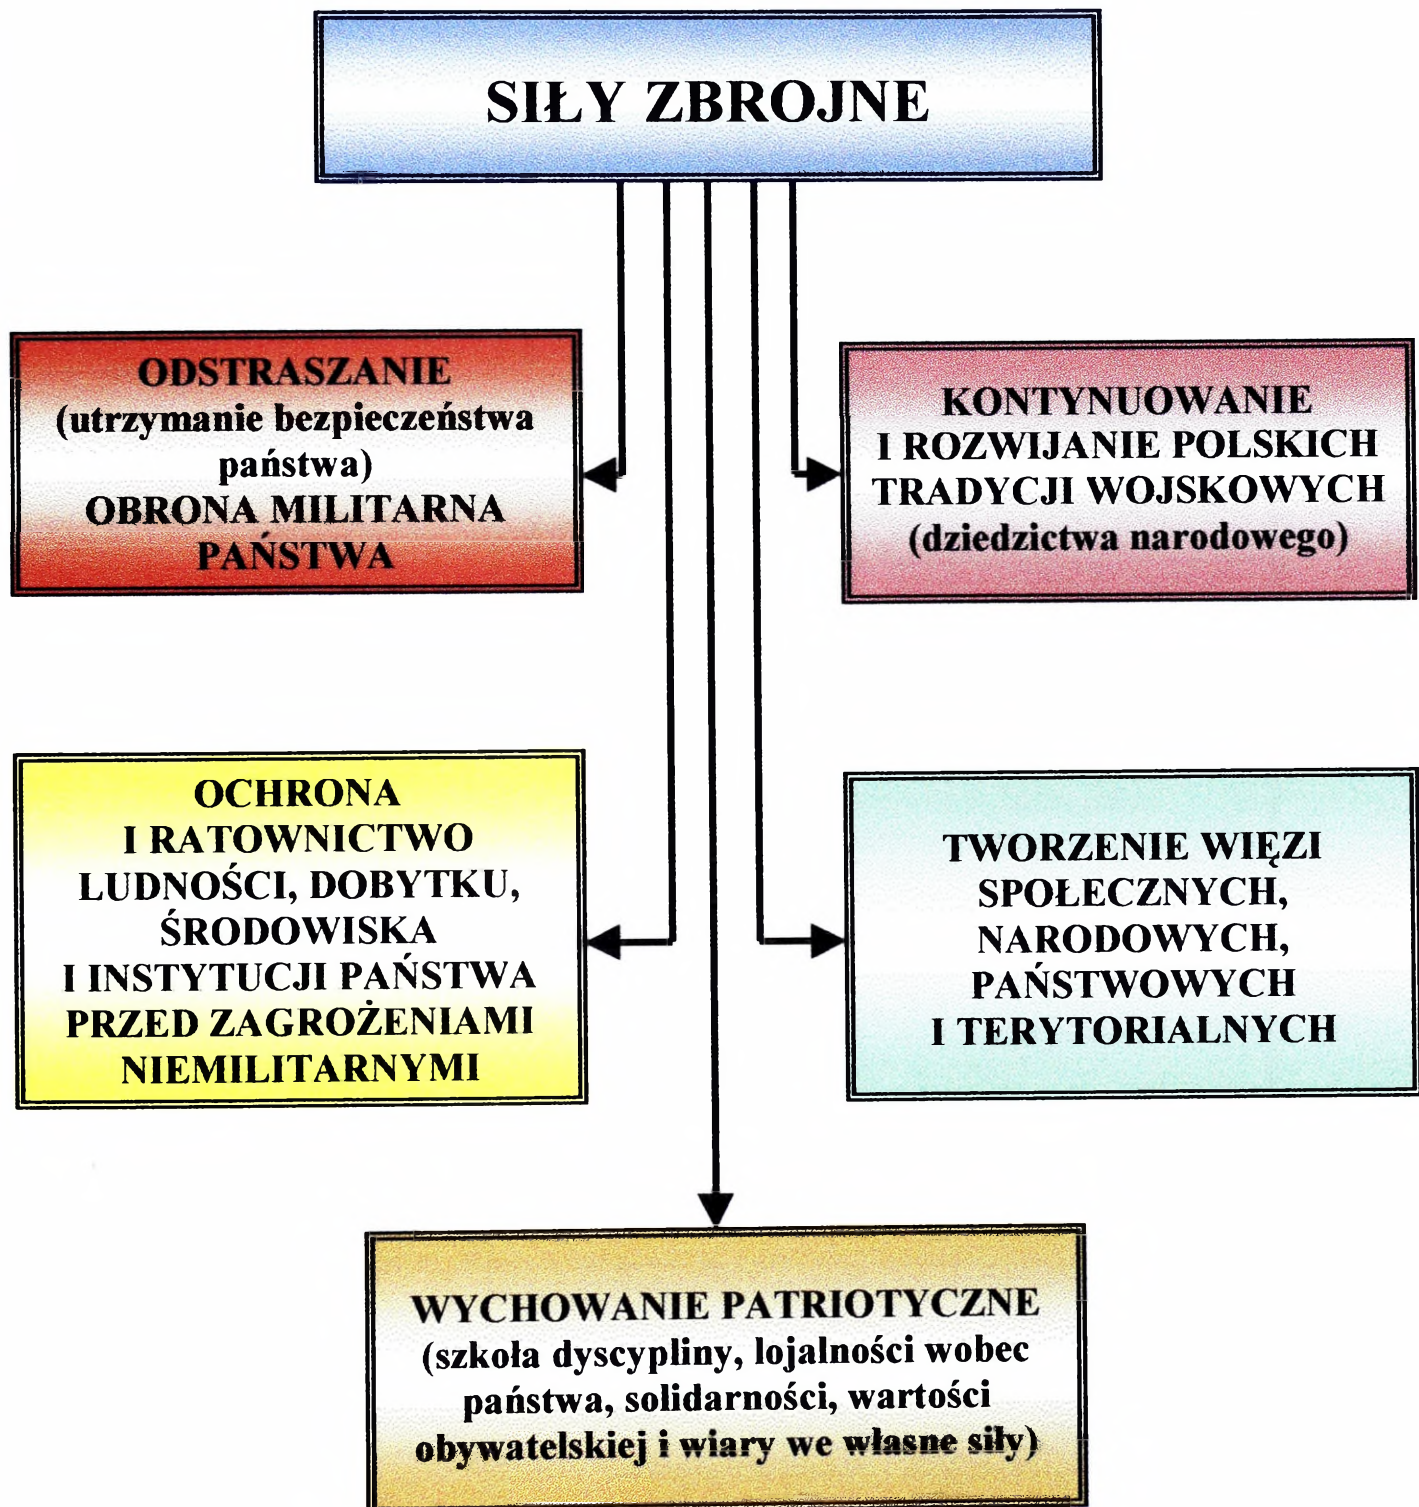 SIŁY ZBROJNE
ODSTRASZANIE
(utrzymanie bezpieczeństwa
państwa)
OBRONA MILITARNA
PAŃSTWA
KONTYNUOWANIE
I ROZWIJANIE POLSKICH
TRADYCJI WOJSKOWYCH
(dziedzictwa narodowego)
OCHRONA
I RATOWNICTWO
LUDNOŚCI, DOBYTKU,
ŚRODOWISKA
I INSTYTUCJI PAŃSTWA
PRZED ZAGROŻENIAMI
NIEMILITARNYMI
TWORZENIE WIĘZI
SPOŁECZNYCH,
NARODOWYCH,
PAŃSTWOWYCH
I TERYTORIALNYCH
WYCHOWANIE PATRIOTYCZNE
(szkoła dyscypliny, lojalności wobec
państwa, solidarności, wartości
obywatelskiej i wiary we własne siły)